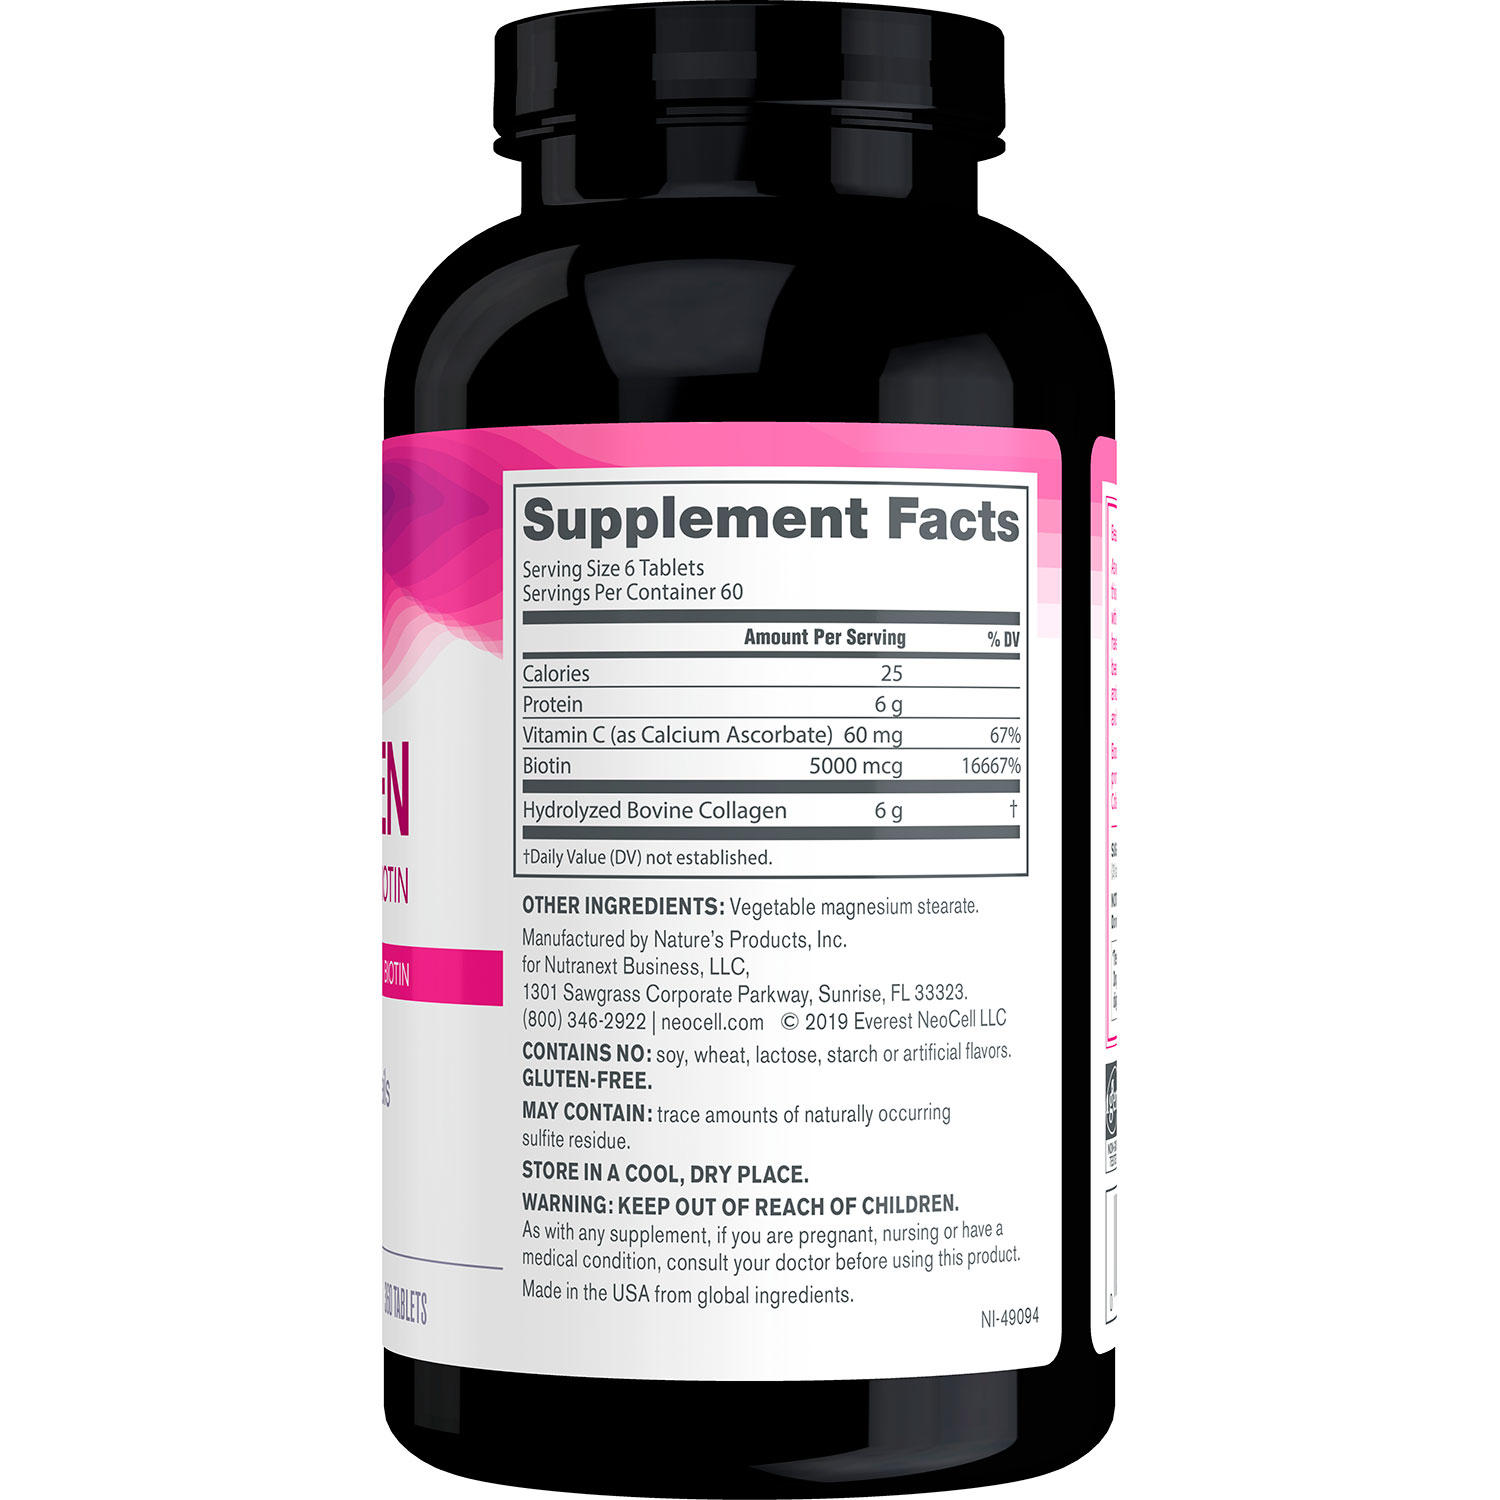 Supplement Facts
Serving Size 6 Tablets
Servings Per Container 60
Amount Per Serving % DV
Calories 25
Protein 6 g
Vitamin C (as Calcium Ascorbate) 60 mg 67%
Biotin 5000 mcg 16667%
Hydrolyzed Bovine Collagen 6 g †
†Daily Value (DV) not established.
OTHER INGREDIENTS: Vegetable magnesium stearate.
Manufactured by Nature's Products, Inc.
for Nutranext Business, LLC,
1301 Sawgrass Corporate Parkway, Sunrise, FL 33323.
(800) 346-2922 | neocell.com © 2019 Everest NeoCell LLC
CONTAINS NO: soy, wheat, lactose, starch or artificial flavors.
GLUTEN-FREE.
MAY CONTAIN: trace amounts of naturally occurring
sulfite residue.
STORE IN A COOL, DRY PLACE.
WARNING: KEEP OUT OF REACH OF CHILDREN.
As with any supplement, if you are pregnant, nursing or have a
medical condition, consult your doctor before using this product.
Made in the USA from global ingredients.
NI-49094
EN
OTIN
BIOTIN
ails
360 TABLETS